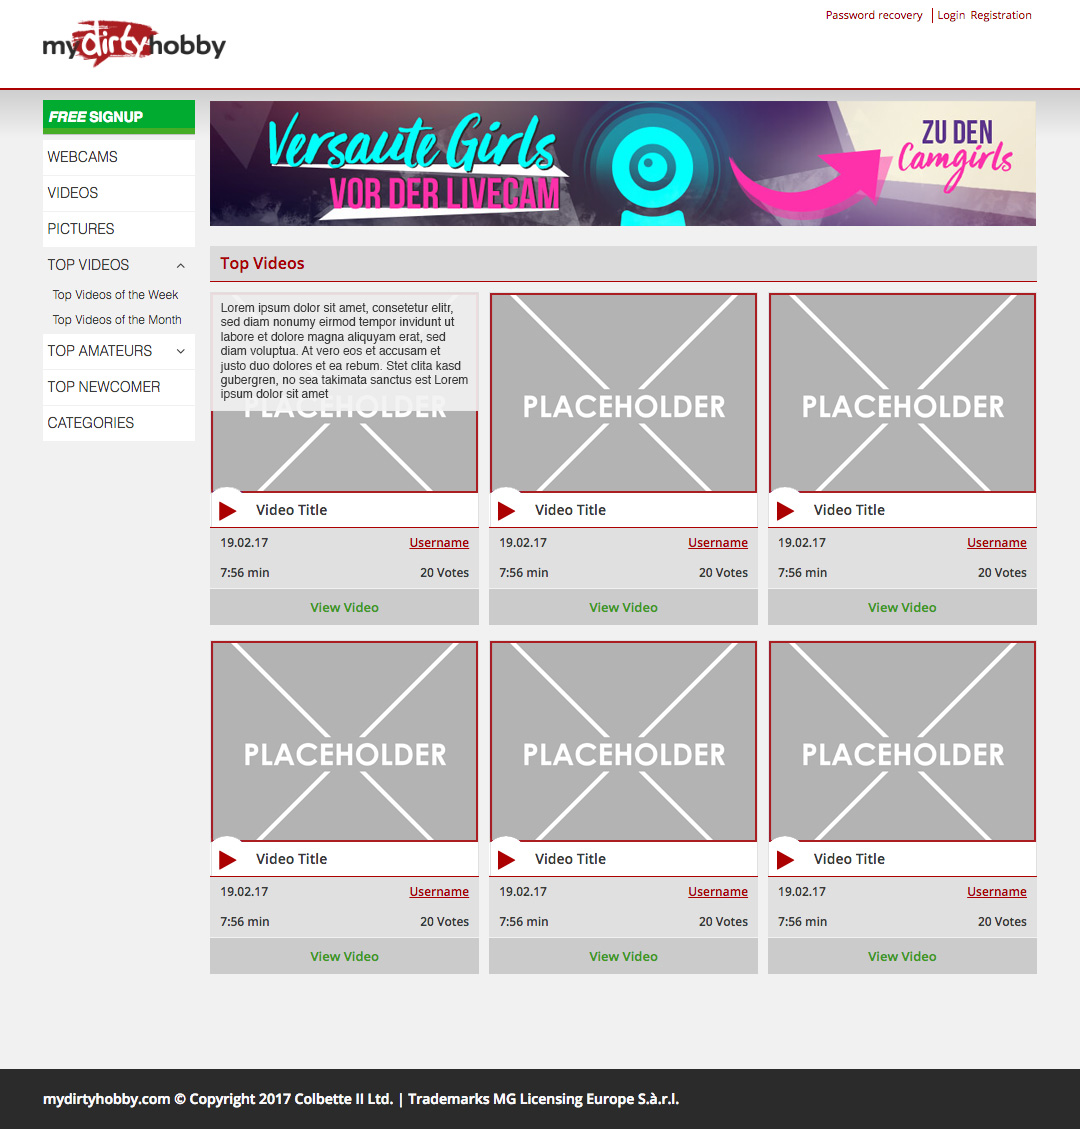 Password recovery | Login Registration
mydirtyhobby
FREE SIGNUP
WEBCAMS
VIDEOS
PICTURES
TOP VIDEOS
Top Videos of the Week
Top Videos of the Month
TOP AMATEURS
TOP NEWCOMER
CATEGORIES
Versaute Girls
VOR DER LIVECAM
ZU DEN
Camgirls
Top Videos
Lorem ipsum dolor sit amet, consetetur elitr,
sed diam nonumy eirmod tempor invidunt ut
labore et dolore magna aliquyam erat, sed
diam voluptua. At vero eos et accusam et
justo duo dolores et ea rebum. Stet clita kasd
gubergren, no sea takimata sanctus est Lorem
ipsum dolor sit amet
PLACEHOLDER
Video Title
19.02.17 Username
7:56 min 20 Votes
View Video
PLACEHOLDER
Video Title
19.02.17 Username
7:56 min 20 Votes
View Video
PLACEHOLDER
Video Title
19.02.17 Username
7:56 min 20 Votes
View Video
PLACEHOLDER
Video Title
19.02.17 Username
7:56 min 20 Votes
View Video
PLACEHOLDER
Video Title
19.02.17 Username
7:56 min 20 Votes
View Video
PLACEHOLDER
Video Title
19.02.17 Username
7:56 min 20 Votes
View Video
mydirtyhobby.com © Copyright 2017 Colbette II Ltd. | Trademarks MG Licensing Europe S.à.r.l.